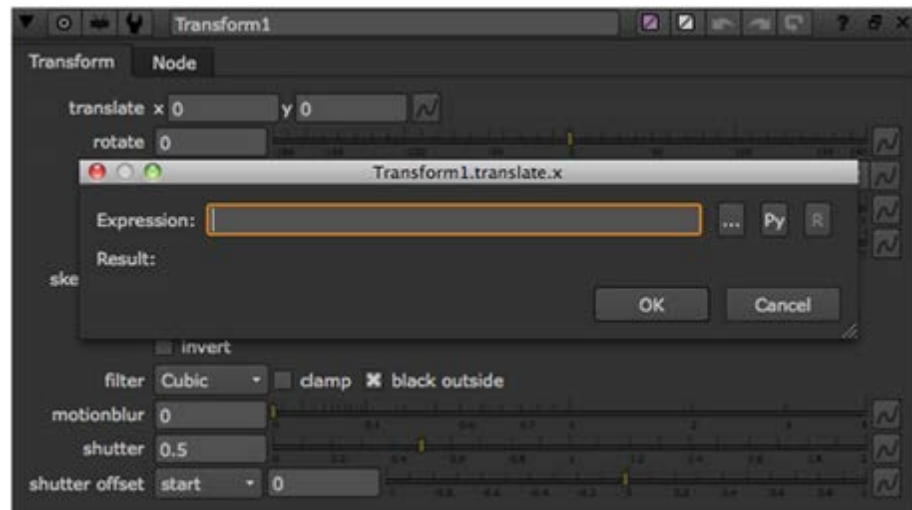 Transform1 ?
Transform Node
translate x 0 y 0
rotate 0
Transform1.translate.x
Expression: ... Py R
Result:
ske
OK Cancel
invert
filter Cubic clamp black outside
motionblur 0
shutter 0.5
shutter offset start 0